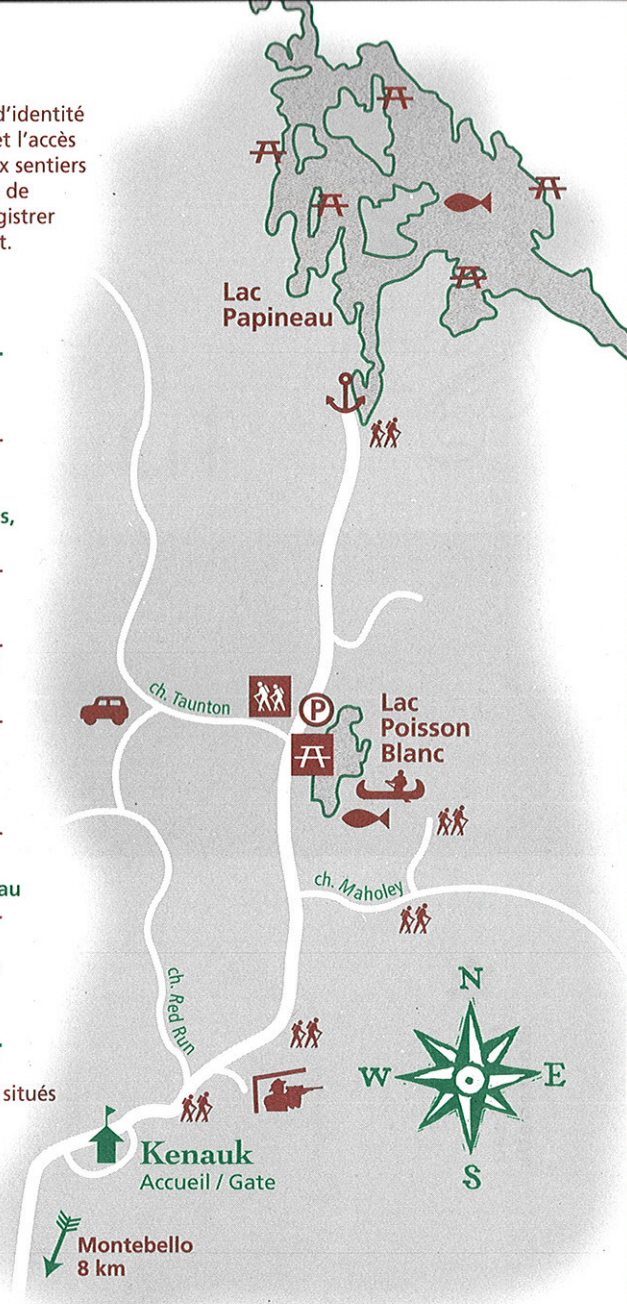 d'identité
et l'accès
x sentiers
de
gistrer
t.
Lac
Papineau
s,
ch. Taunton
P
Lac
Poisson
Blanc
au
ch. Maholey
ch. Red Run
N
W
E
S
situés
Kenauk
Accueil / Gate
Montebello
8 km